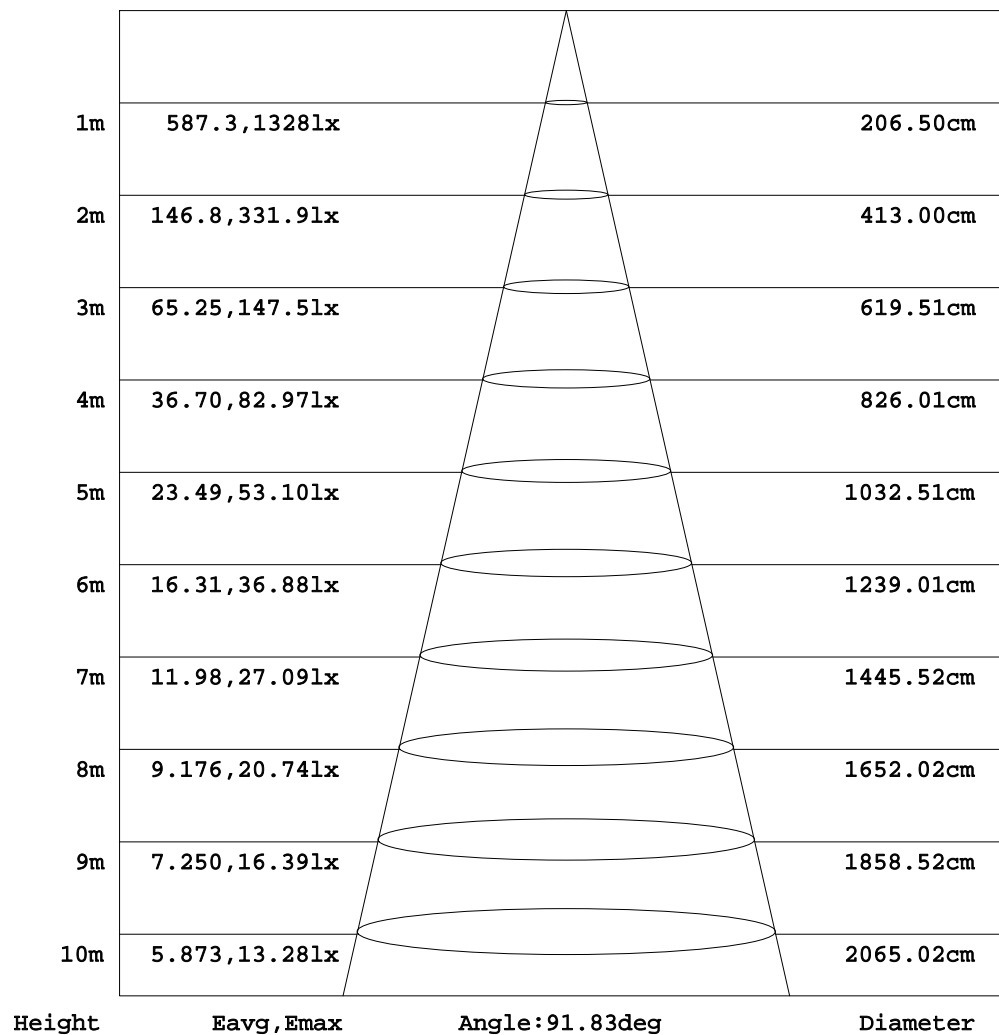 1m 587.3,1328lx 206.50cm
2m 146.8,331.9lx 413.00cm
3m 65.25,147.5lx 619.51cm
4m 36.70,82.97lx 826.01cm
5m 23.49,53.10lx 1032.51cm
6m 16.31,36.88lx 1239.01cm
7m 11.98,27.09lx 1445.52cm
8m 9.176,20.74lx 1652.02cm
9m 7.250,16.39lx 1858.52cm
10m 5.873,13.28lx 2065.02cm
Height Eavg,Emax Angle:91.83deg Diameter